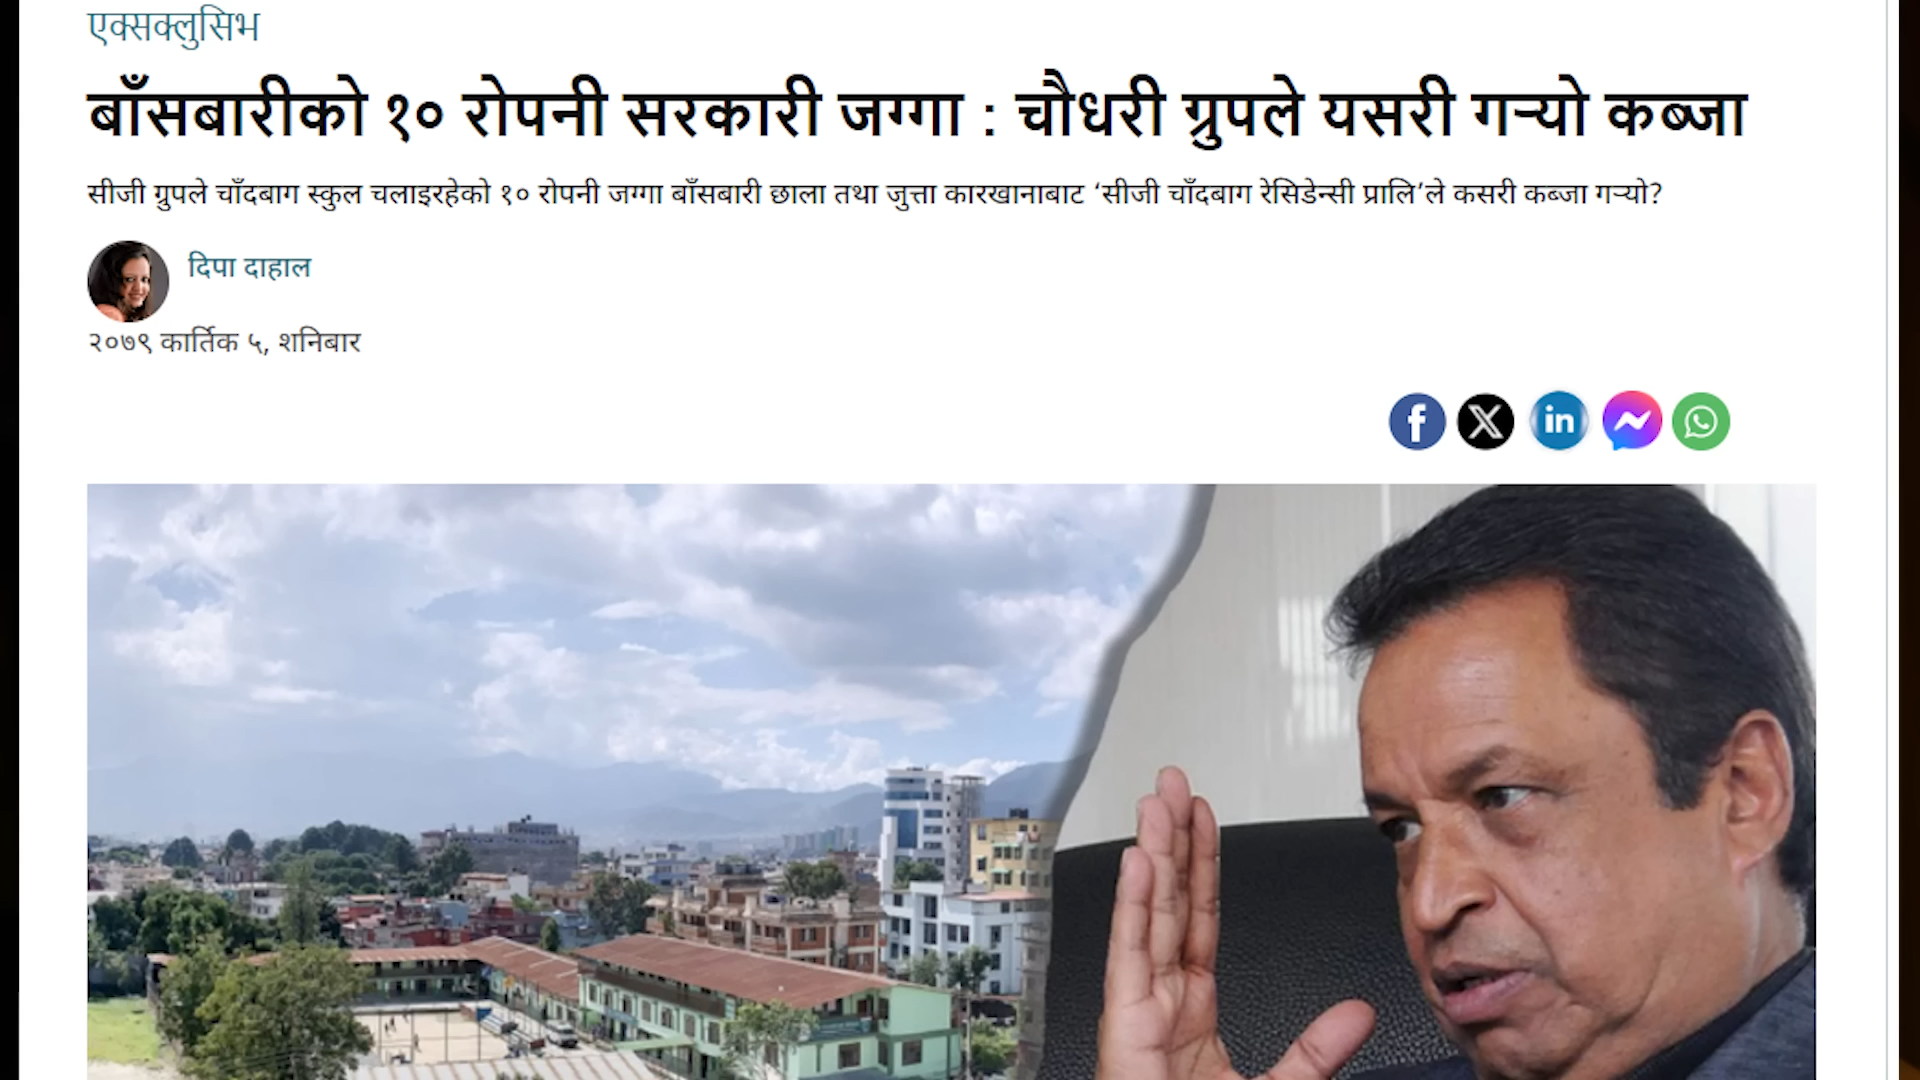 एक्सक्लुसिभ
बाँसबारीको १० रोपनी सरकारी जग्गा : चौधरी ग्रुपले यसरी गर्‍यो कब्जा
सीजी ग्रुपले चाँदबाग स्कुल चलाइरहेको १० रोपनी जग्गा बाँसबारी छाला तथा जुत्ता कारखानाबाट ‘सीजी चाँदबाग रेसिडेन्सी प्रालि’ले कसरी कब्जा गर्‍यो?
दिपा दाहाल
२०७९ कार्तिक ५, शनिबार